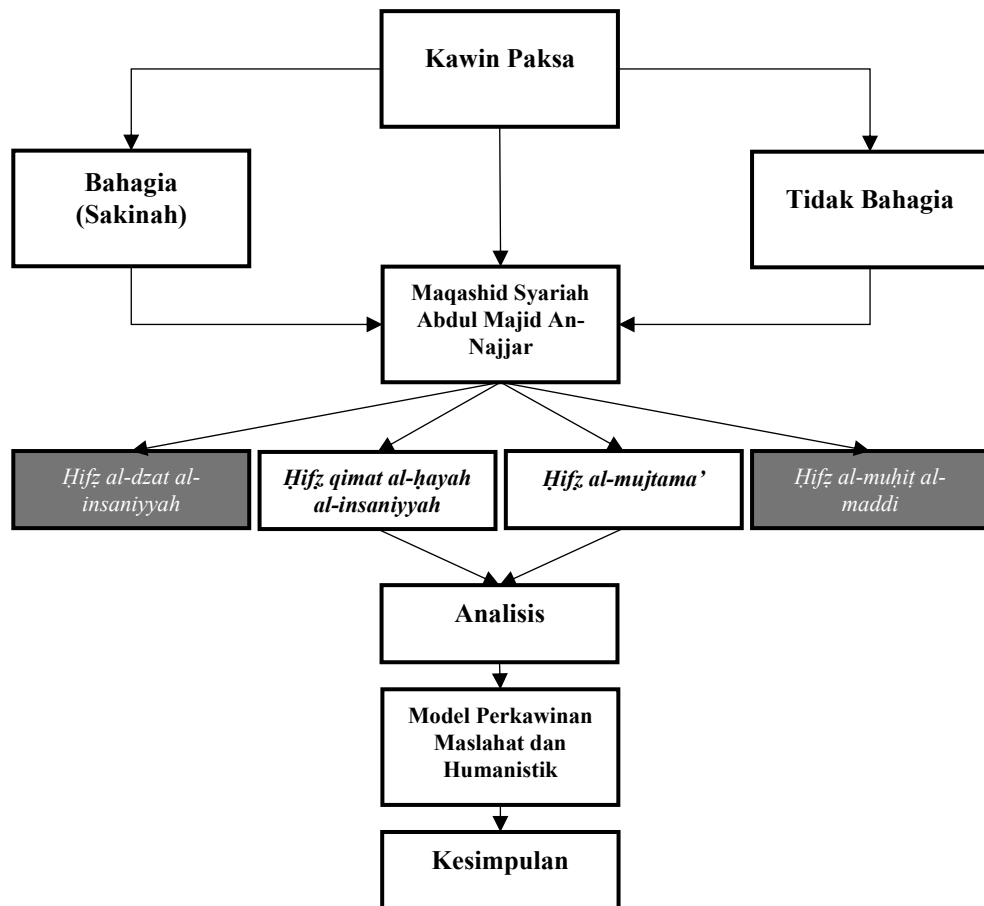 Kawin Paksa
Bahagia
(Sakinah)
Tidak Bahagia
Maqashid Syariah
Abdul Majid An-
Najjar
Ḥifẓ al-dzat al-
insaniyyah
Ḥifẓ qimat al-ḥayah
al-insaniyyah
Ḥifẓ al-mujtama’
Ḥifẓ al-muḥiṭ al-
maddi
Analisis
Model Perkawinan
Maslahat dan
Humanistik
Kesimpulan